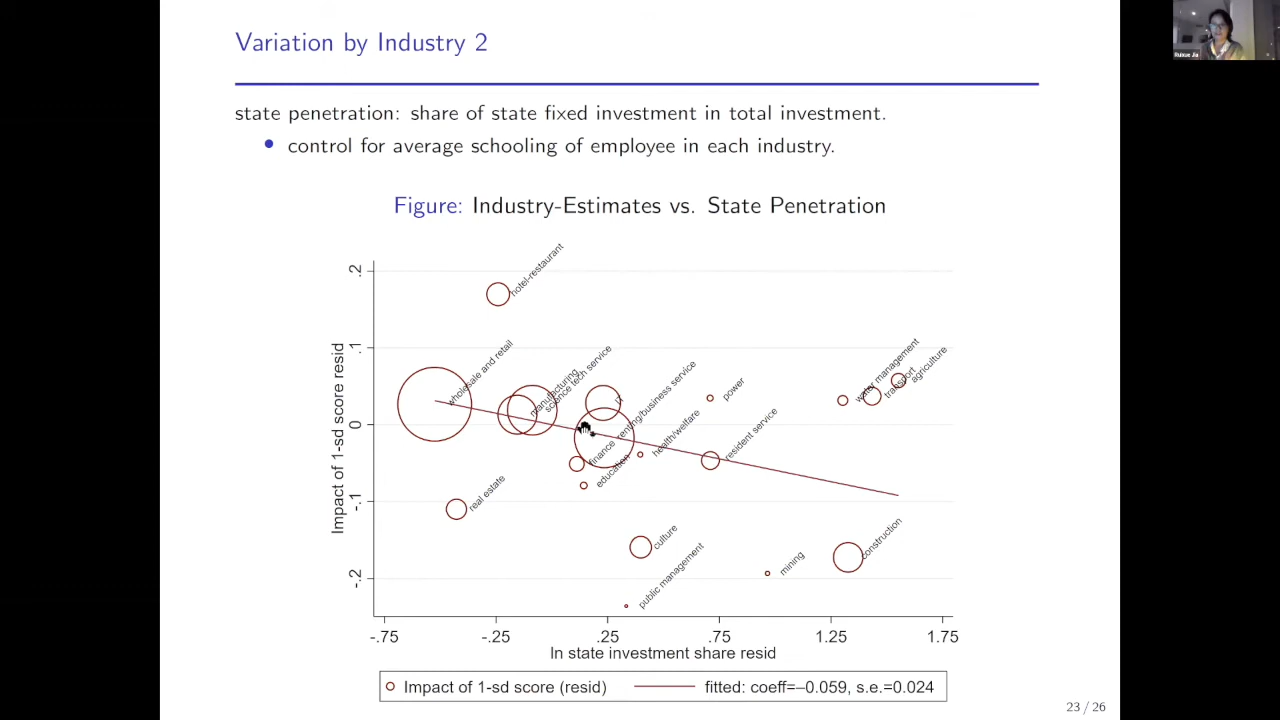 Variation by Industry 2
Ruixue Jia
state penetration: share of state fixed investment in total investment.
control for average schooling of employee in each industry.
Figure: Industry-Estimates vs. State Penetration
Impact of 1-sd score resid
.2
.1
0
-.1
-.2
hotel-restaurant
wholesale and retail
manufacturing
science tech service
IT
renting/business service
finance
education
health/welfare
power
resident service
water management
transport
agriculture
real estate
culture
public management
mining
construction
-.75
-.25
.25
.75
1.25
1.75
ln state investment share resid
Impact of 1-sd score (resid)
fitted: coeff=–0.059, s.e.=0.024
23 / 26